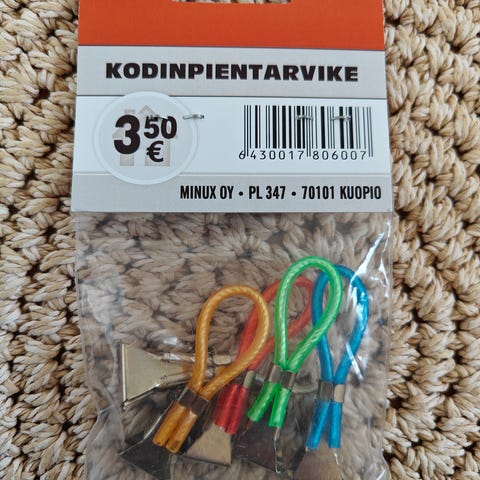 KODINPIENTARVIKE
3 50
€
6 430017 806007
MINUX OY • PL 347 • 70101 KUOPIO